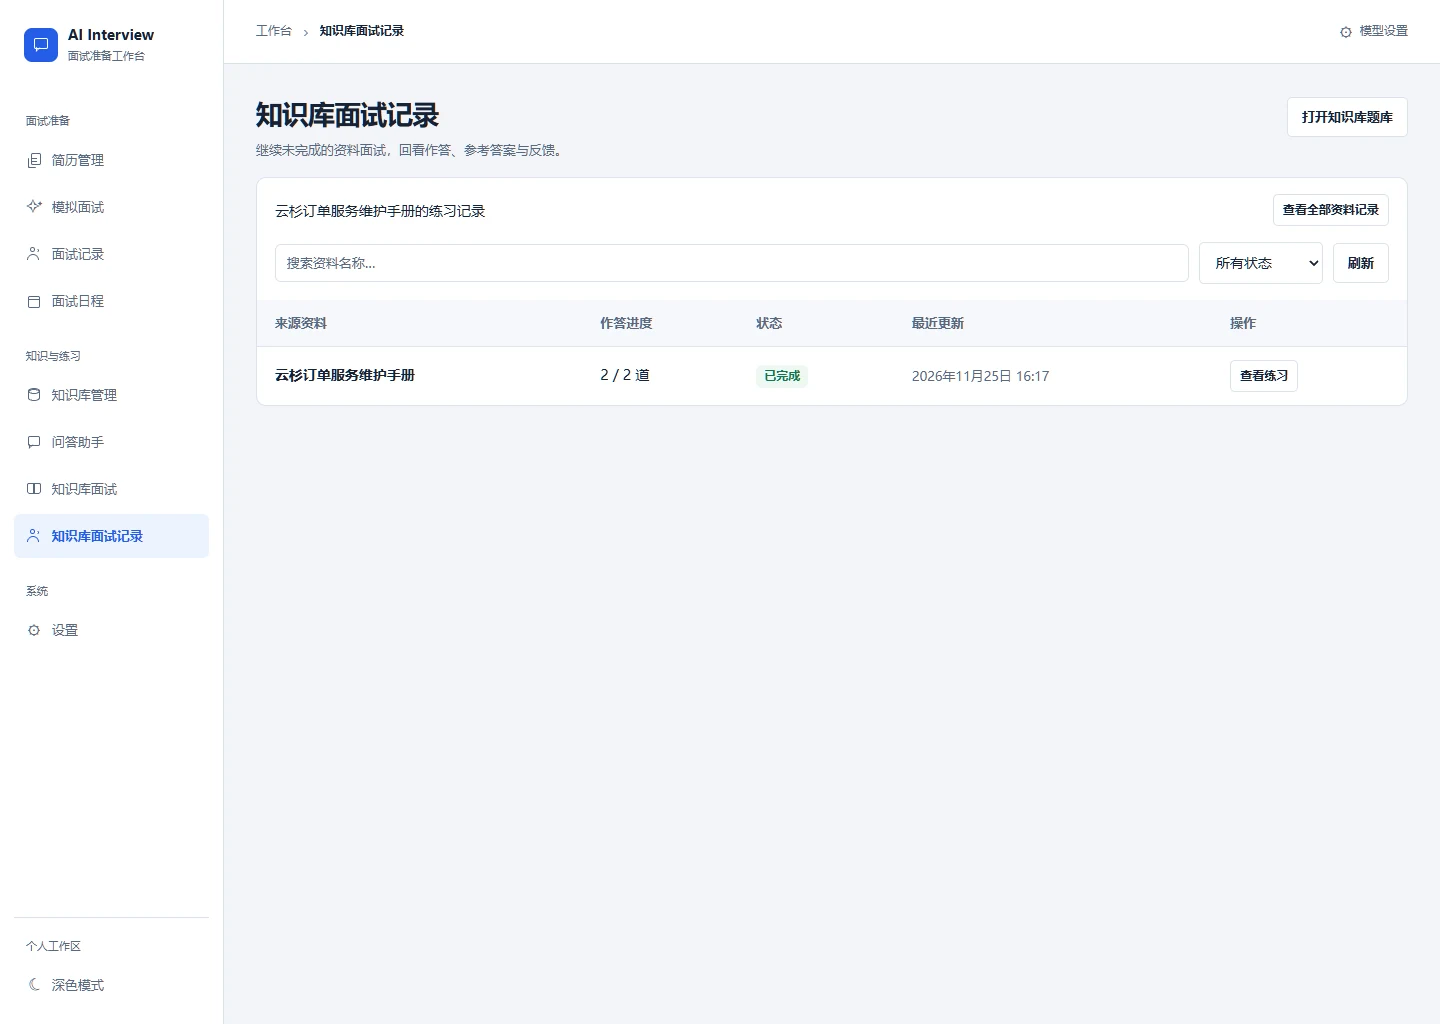 AI Interview
面试准备工作台
面试准备
简历管理
模拟面试
面试记录
面试日程
知识与练习
知识库管理
问答助手
知识库面试
知识库面试记录
系统
设置
个人工作区
深色模式
工作台 › 知识库面试记录
模型设置
知识库面试记录
继续未完成的资料面试，回看作答、参考答案与反馈。
打开知识库题库
云杉订单服务维护手册的练习记录
查看全部资料记录
搜索资料名称...
所有状态
刷新
来源资料 作答进度 状态 最近更新 操作
云杉订单服务维护手册 2 / 2 道 已完成 2026年11月25日 16:17 查看练习